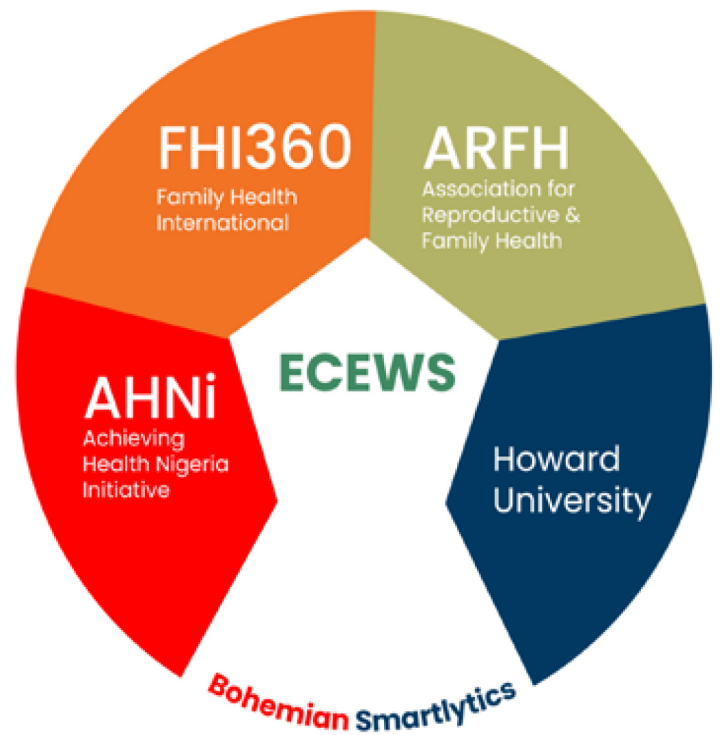 FHI360
Family Health
International
ARFH
Association for
Reproductive &
Family Health
ECEWS
AHNi
Achieving
Health Nigeria
Initiative
Howard
University
Bohemian Smartlytics